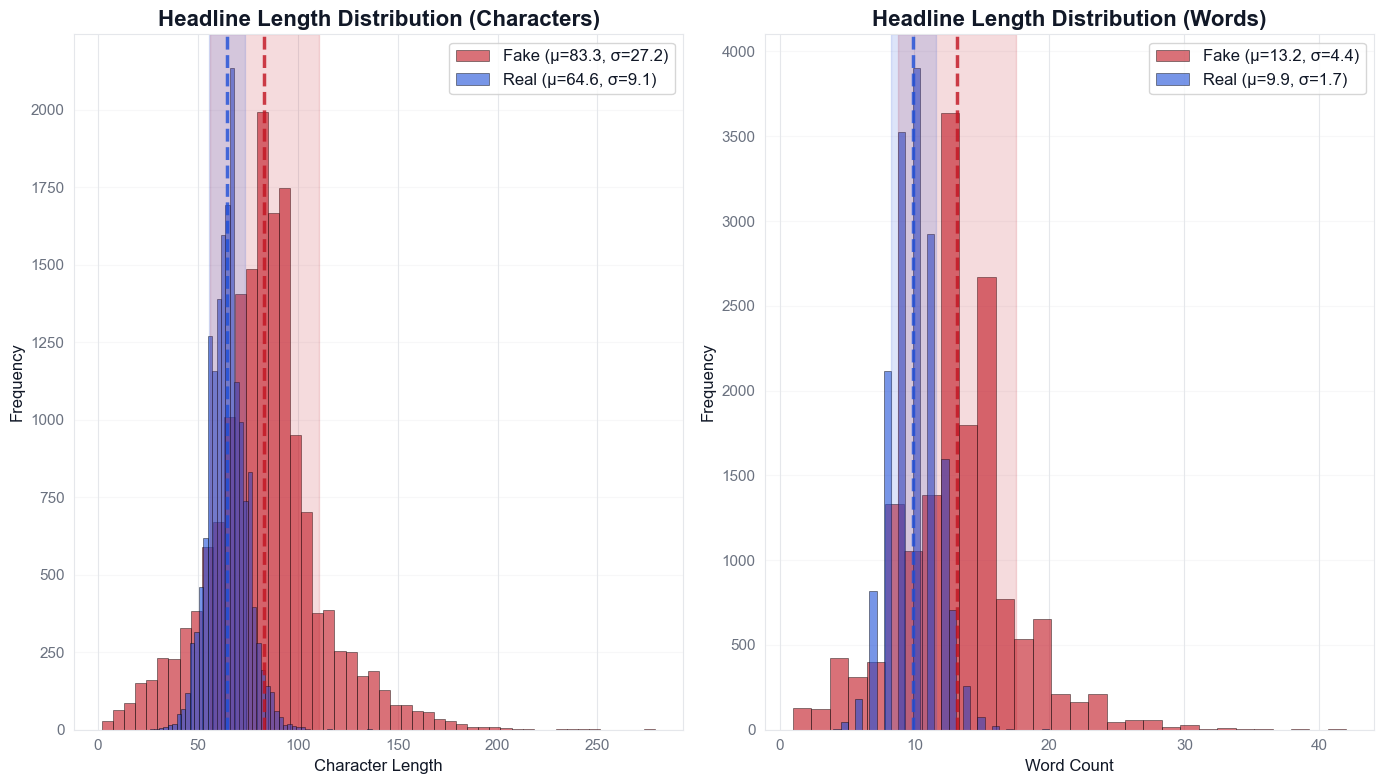 Headline Length Distribution (Characters)
Fake (μ=83.3, σ=27.2)
Real (μ=64.6, σ=9.1)
2000
1750
1500
1250
1000
750
500
250
0
Frequency
0 50 100 150 200 250
Character Length
Headline Length Distribution (Words)
Fake (μ=13.2, σ=4.4)
Real (μ=9.9, σ=1.7)
4000
3500
3000
2500
2000
1500
1000
500
0
Frequency
0 10 20 30 40
Word Count